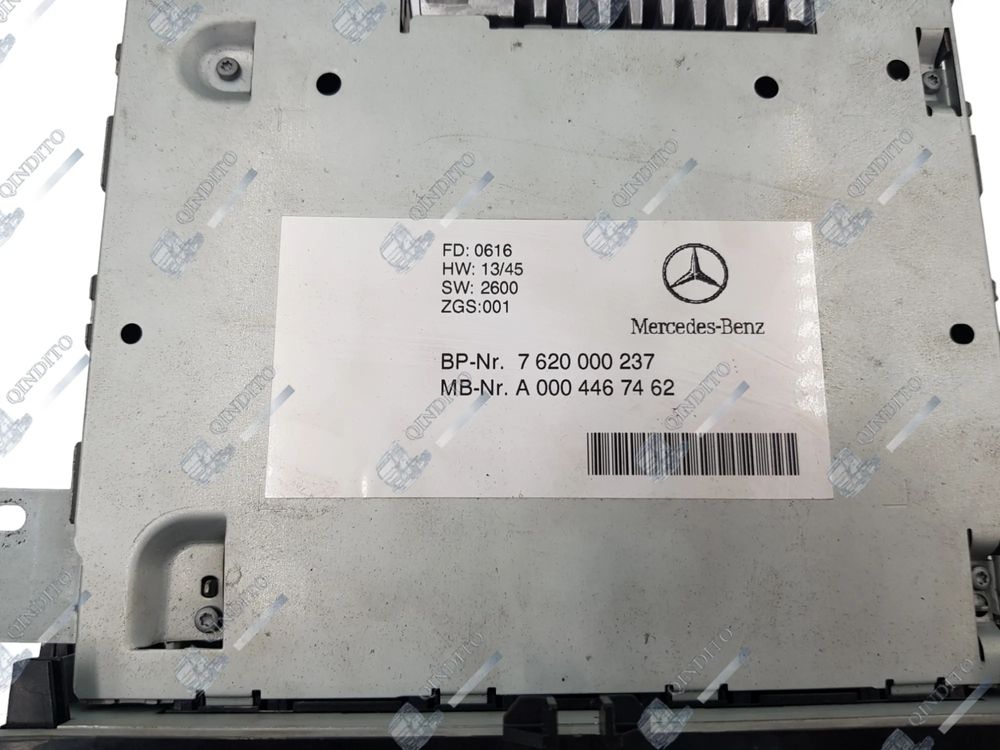 FD: 0616
HW: 13/45
SW: 2600
ZGS:001
Mercedes-Benz
BP-Nr. 7 620 000 237
MB-Nr. A 000 446 74 62
QINDITO